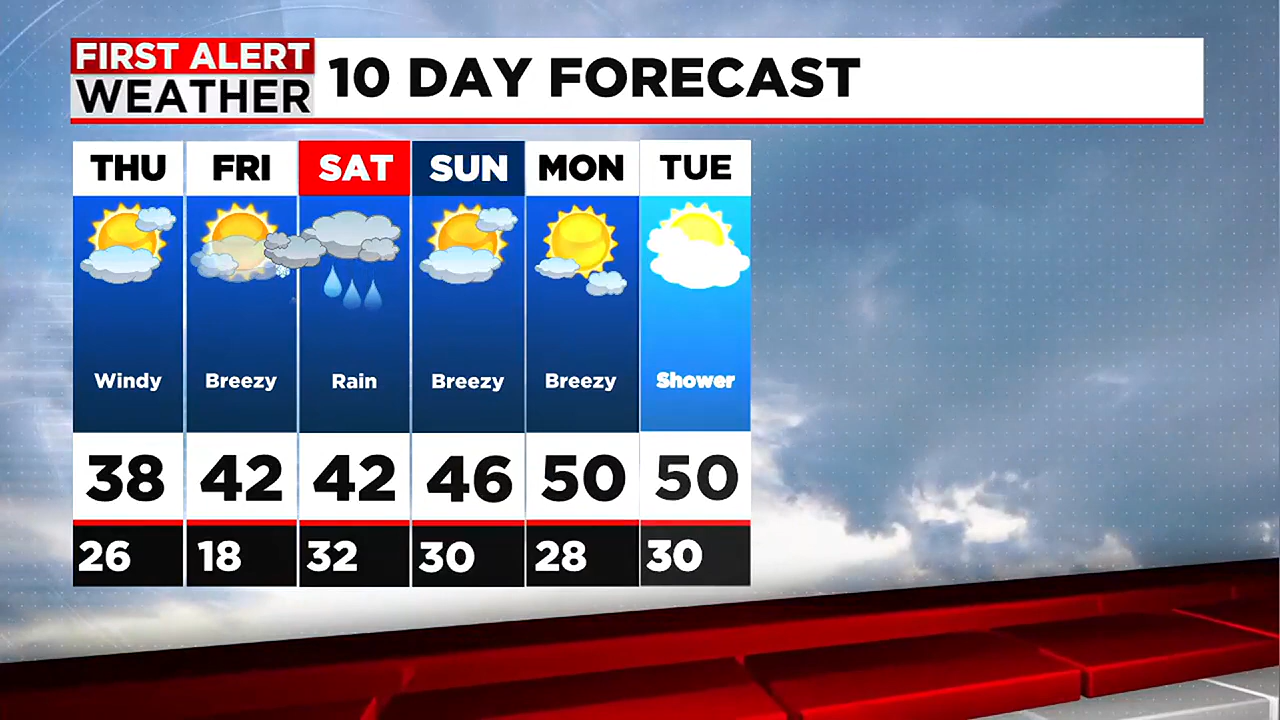 FIRST ALERT
WEATHER
10 DAY FORECAST
THU FRI SAT SUN MON TUE
Windy Breezy Rain Breezy Breezy Shower
38 42 42 46 50 50
26 18 32 30 28 30